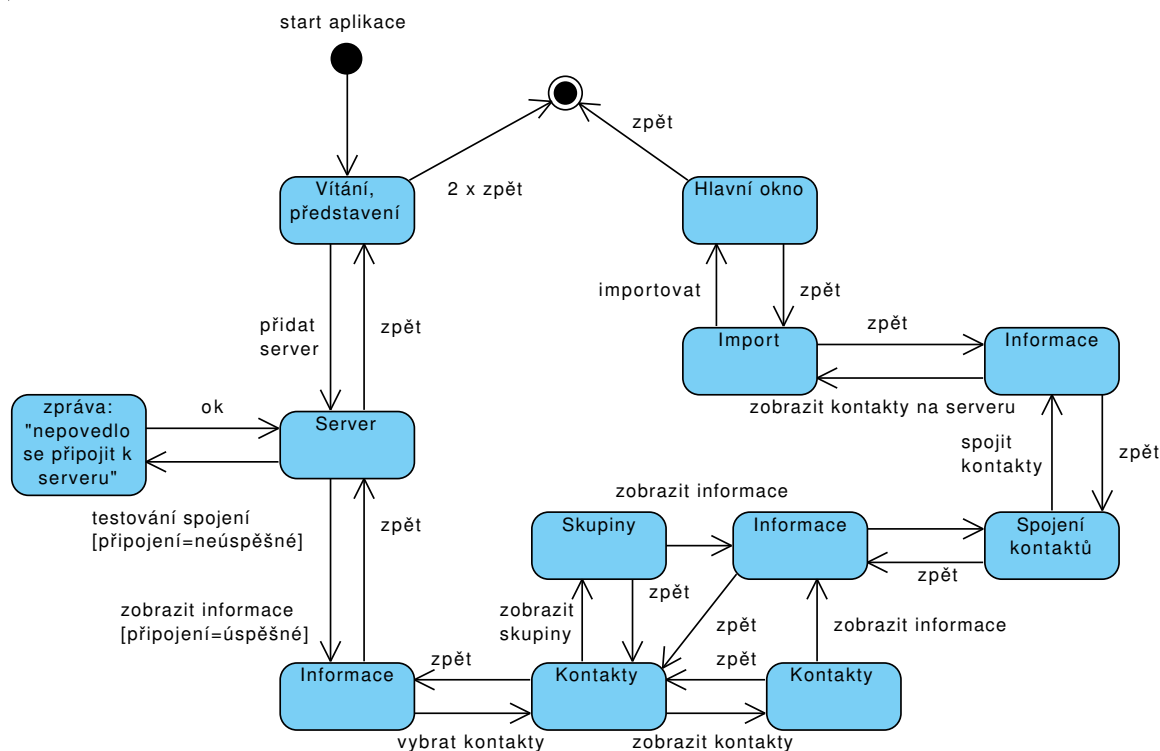 start aplikace
zpět
Vítání,
představení
2 x zpět
Hlavní okno
importovat
zpět
přidat
server
zpět
zpět
Import
Informace
zpráva:
"nepovedlo
se připojit k
serveru"
ok
Server
zobrazit kontakty na serveru
spojit
kontakty
zpět
testování spojení
[připojení=neúspěšné]
zpět
zobrazit informace
Skupiny
Informace
Spojení
kontaktů
zpět
zobrazit informace
[připojení=úspěšné]
zobrazit
skupiny
zpět
zpět
zobrazit informace
zpět
zpět
Informace
Kontakty
Kontakty
vybrat kontakty
zobrazit kontakty